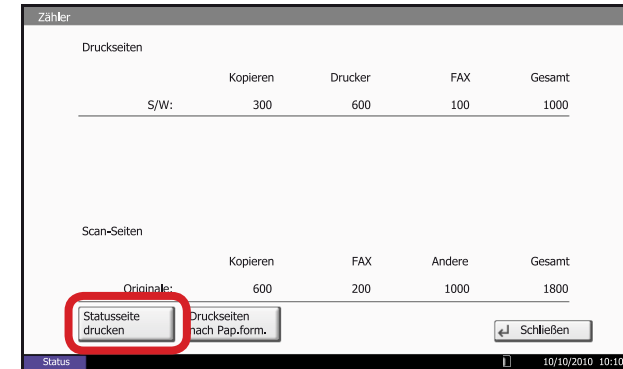 Zähler
Druckseiten
Kopieren Drucker FAX Gesamt
S/W: 300 600 100 1000
Scan-Seiten
Kopieren FAX Andere Gesamt
Originale: 600 200 1000 1800
Statusseite drucken
Druckseiten nach Pap.form.
Schließen
Status 10/10/2010 10:10